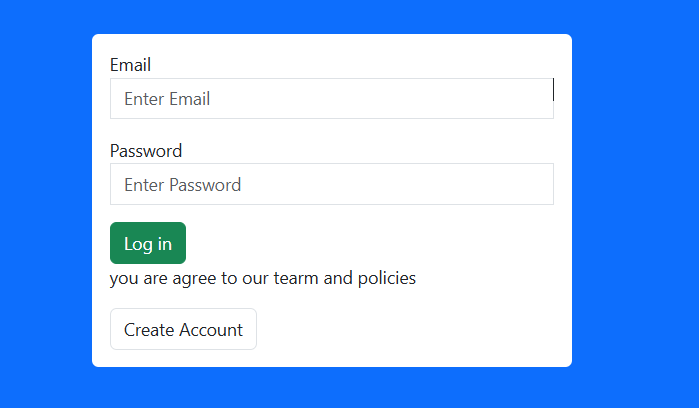 Email
Enter Email
Password
Enter Password
Log in
you are agree to our tearm and policies
Create Account